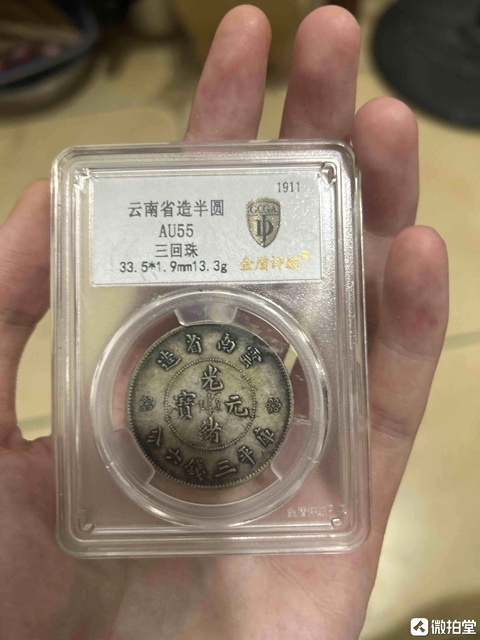 1911
云南省造半圆
GCGA
AU55
三回珠
33.5*1.9mm13.3g
金盾评级
雲南省造
光緒元寶
庫平三錢六分
微拍堂